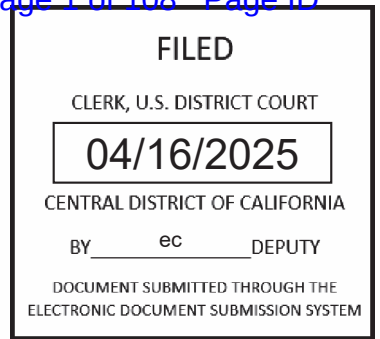 age 1 of 108 Page ID
FILED
CLERK, U.S. DISTRICT COURT
04/16/2025
CENTRAL DISTRICT OF CALIFORNIA
BY ec DEPUTY
DOCUMENT SUBMITTED THROUGH THE
ELECTRONIC DOCUMENT SUBMISSION SYSTEM